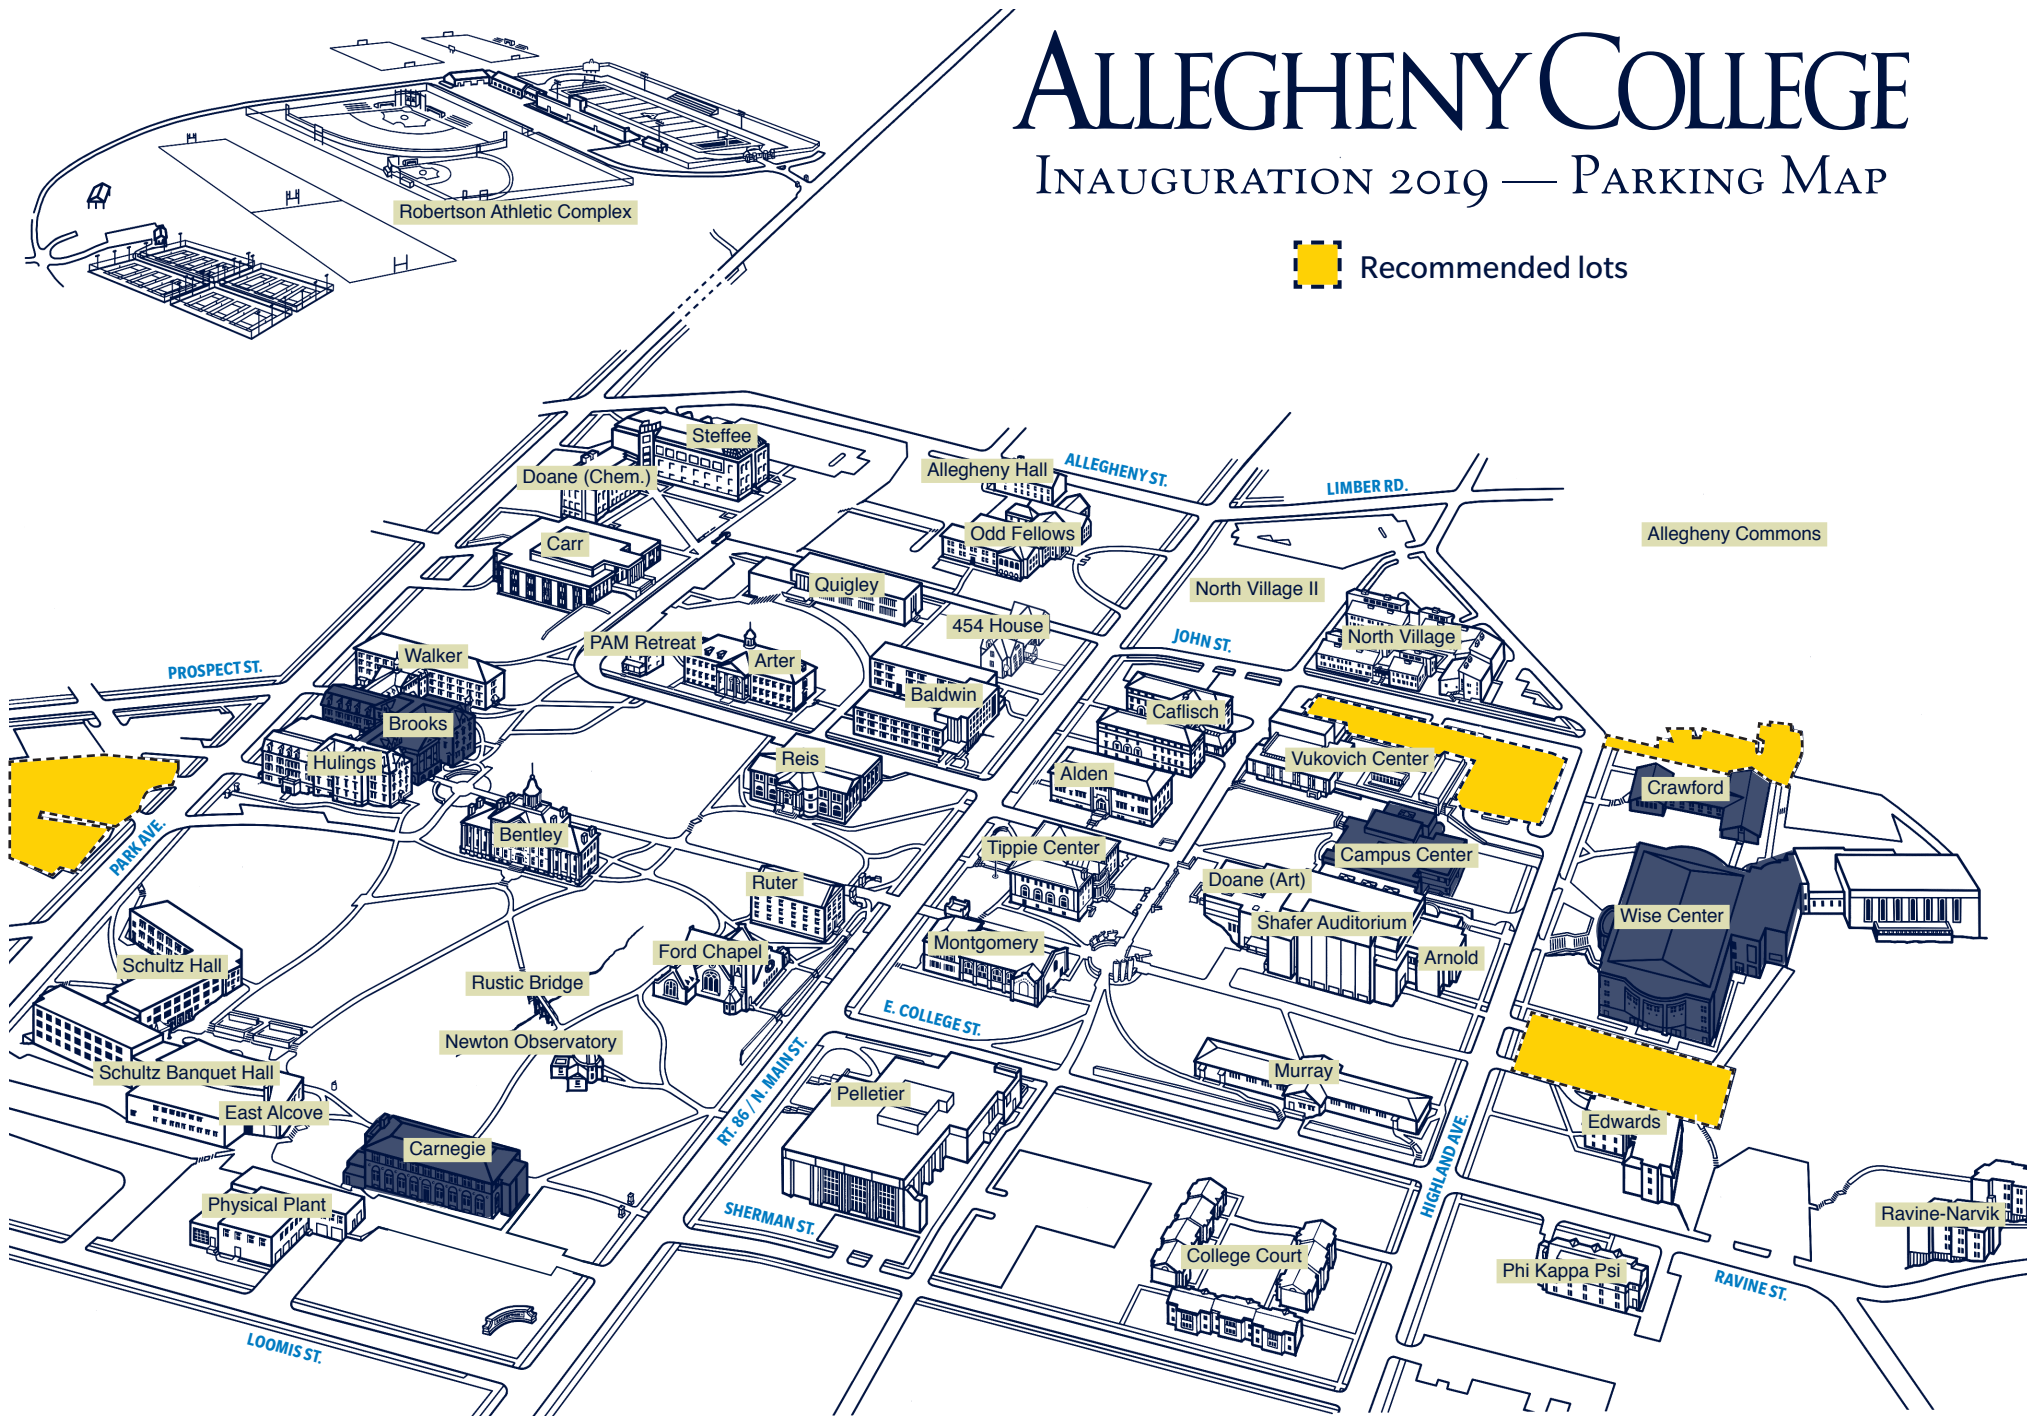 ALLEGHENY COLLEGE
INAUGURATION 2019 — PARKING MAP
Recommended lots
Robertson Athletic Complex
Steffee
Doane (Chem.)
Allegheny Hall
ALLEGHENY ST.
LIMBER RD.
Allegheny Commons
Odd Fellows
Carr
Quigley
North Village II
454 House
JOHN ST.
North Village
PAM Retreat
Arter
Walker
PROSPECT ST.
Baldwin
Caflisch
Brooks
Hulings
Reis
Alden
Vukovich Center
Crawford
Bentley
PARK AVE.
Tippie Center
Campus Center
Ruter
Doane (Art)
Shafer Auditorium
Wise Center
Montgomery
Ford Chapel
Arnold
Schultz Hall
Rustic Bridge
E. COLLEGE ST.
Newton Observatory
Schultz Banquet Hall
Murray
RT. 86 / N. MAIN ST.
Pelletier
East Alcove
Edwards
Carnegie
HIGHLAND AVE.
Physical Plant
SHERMAN ST.
Ravine-Narvik
College Court
Phi Kappa Psi
RAVINE ST.
LOOMIS ST.